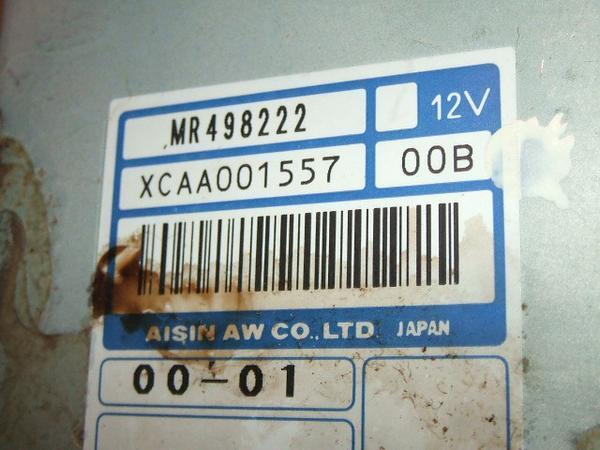 MR498222 12V
XCAA001557 00B
AISIN AW CO.,LTD JAPAN
00-01